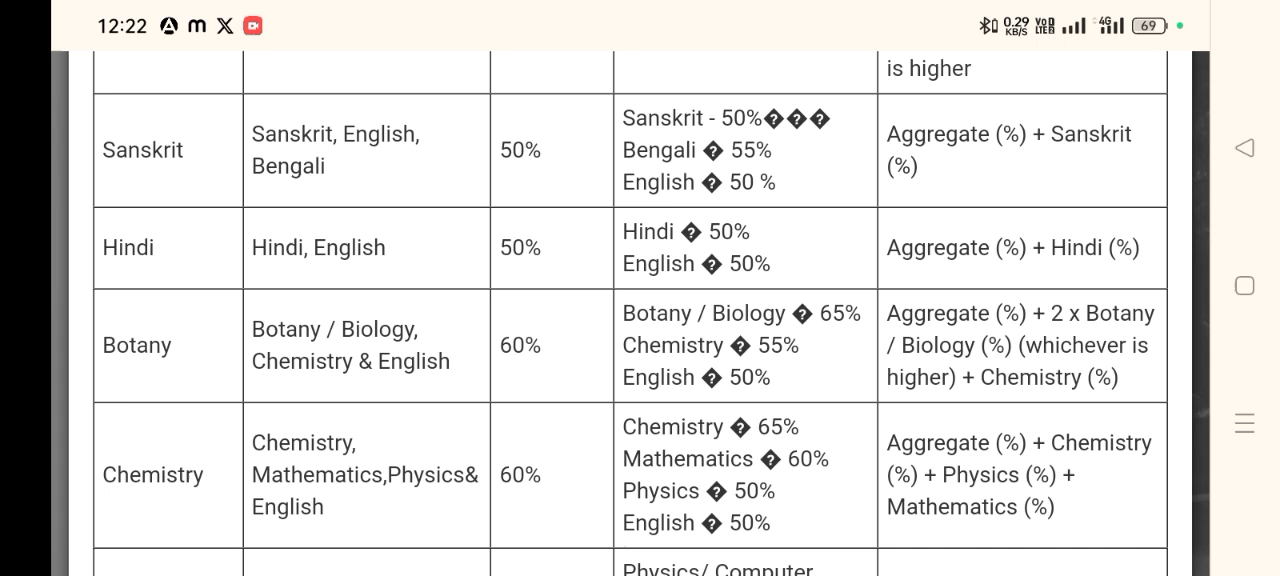 12:22 m X 0.29 KB/S VoD LTE2 4G 69
is higher
Sanskrit
Sanskrit, English,
Bengali
50%
Sanskrit - 50%���
Bengali � 55%
English � 50 %
Aggregate (%) + Sanskrit
(%)
Hindi
Hindi, English
50%
Hindi � 50%
English � 50%
Aggregate (%) + Hindi (%)
Botany
Botany / Biology,
Chemistry & English
60%
Botany / Biology � 65%
Chemistry � 55%
English � 50%
Aggregate (%) + 2 x Botany
/ Biology (%) (whichever is
higher) + Chemistry (%)
Chemistry
Chemistry,
Mathematics,Physics&
English
60%
Chemistry � 65%
Mathematics � 60%
Physics � 50%
English � 50%
Aggregate (%) + Chemistry
(%) + Physics (%) +
Mathematics (%)
Physics/ Computer